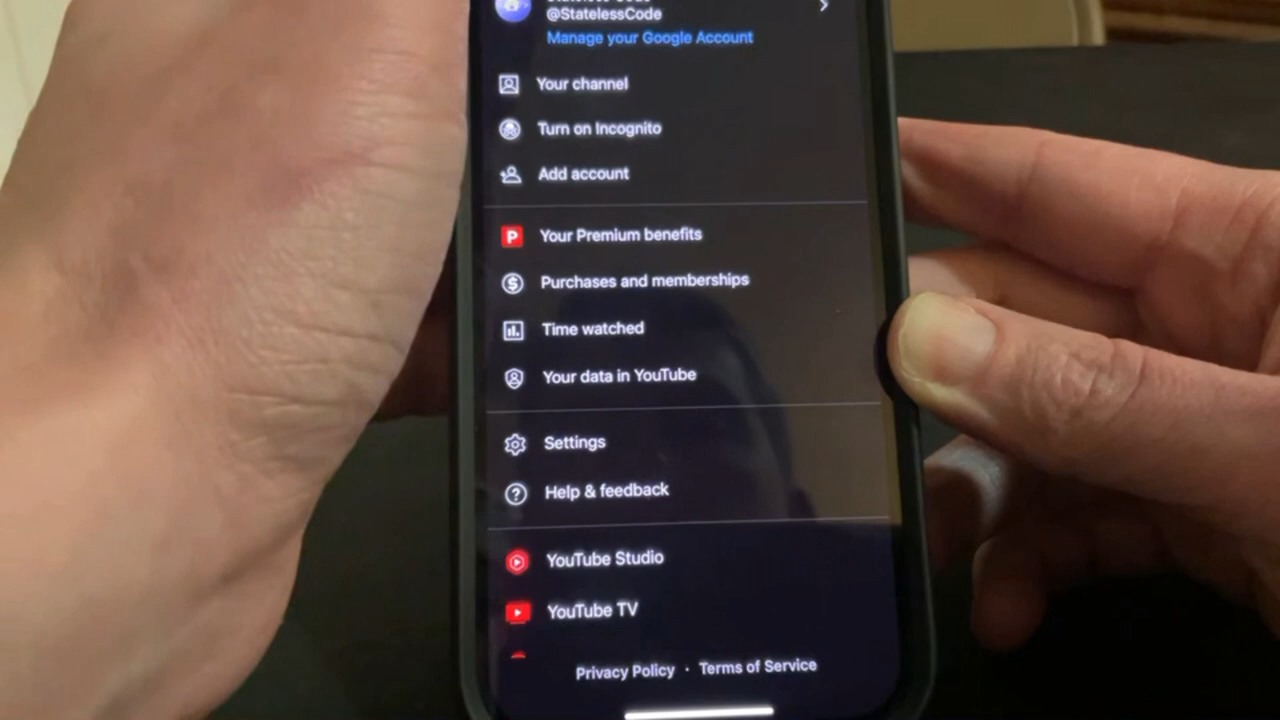 @StatelessCode
Manage your Google Account
Your channel
Turn on Incognito
Add account
P Your Premium benefits
$ Purchases and memberships
Time watched
Your data in YouTube
Settings
? Help & feedback
YouTube Studio
YouTube TV
Privacy Policy · Terms of Service